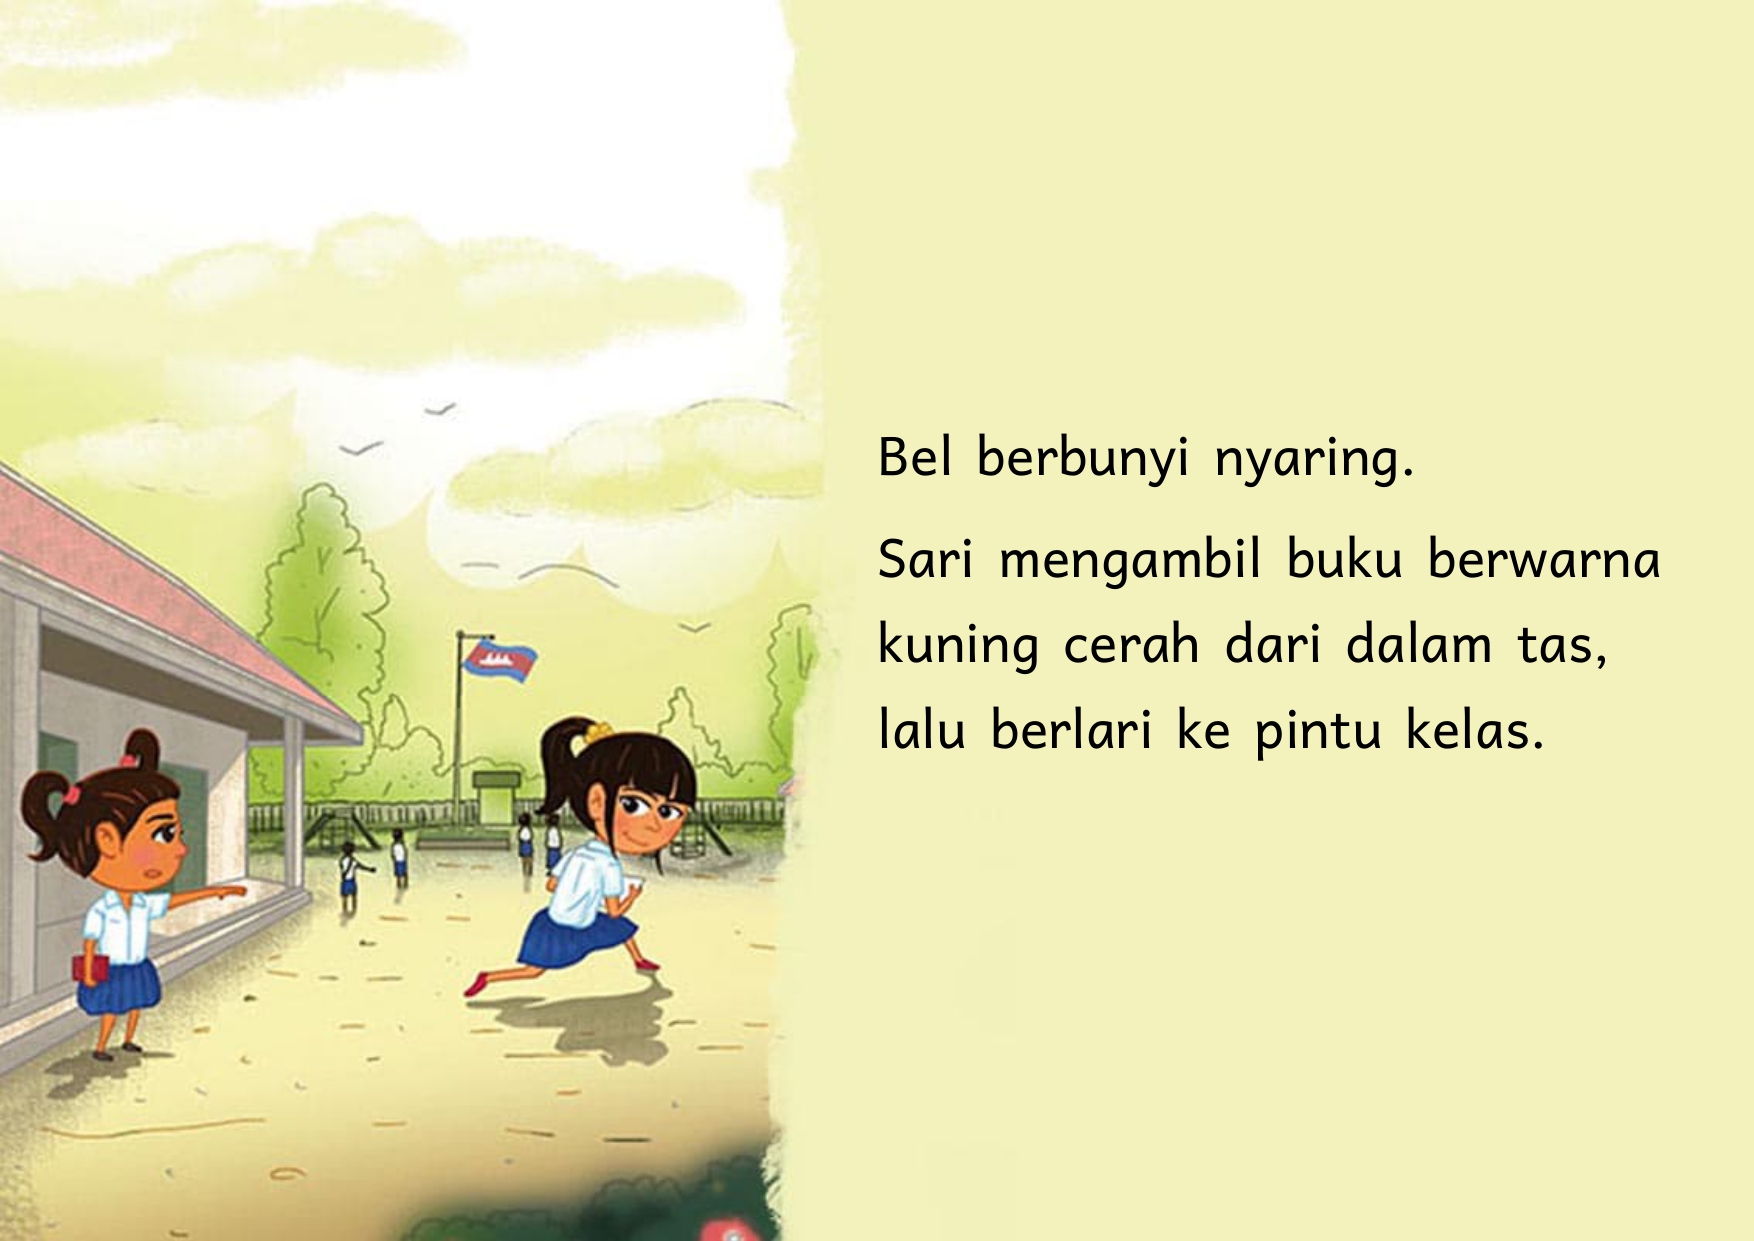 Bel berbunyi nyaring.
Sari mengambil buku berwarna
kuning cerah dari dalam tas,
lalu berlari ke pintu kelas.